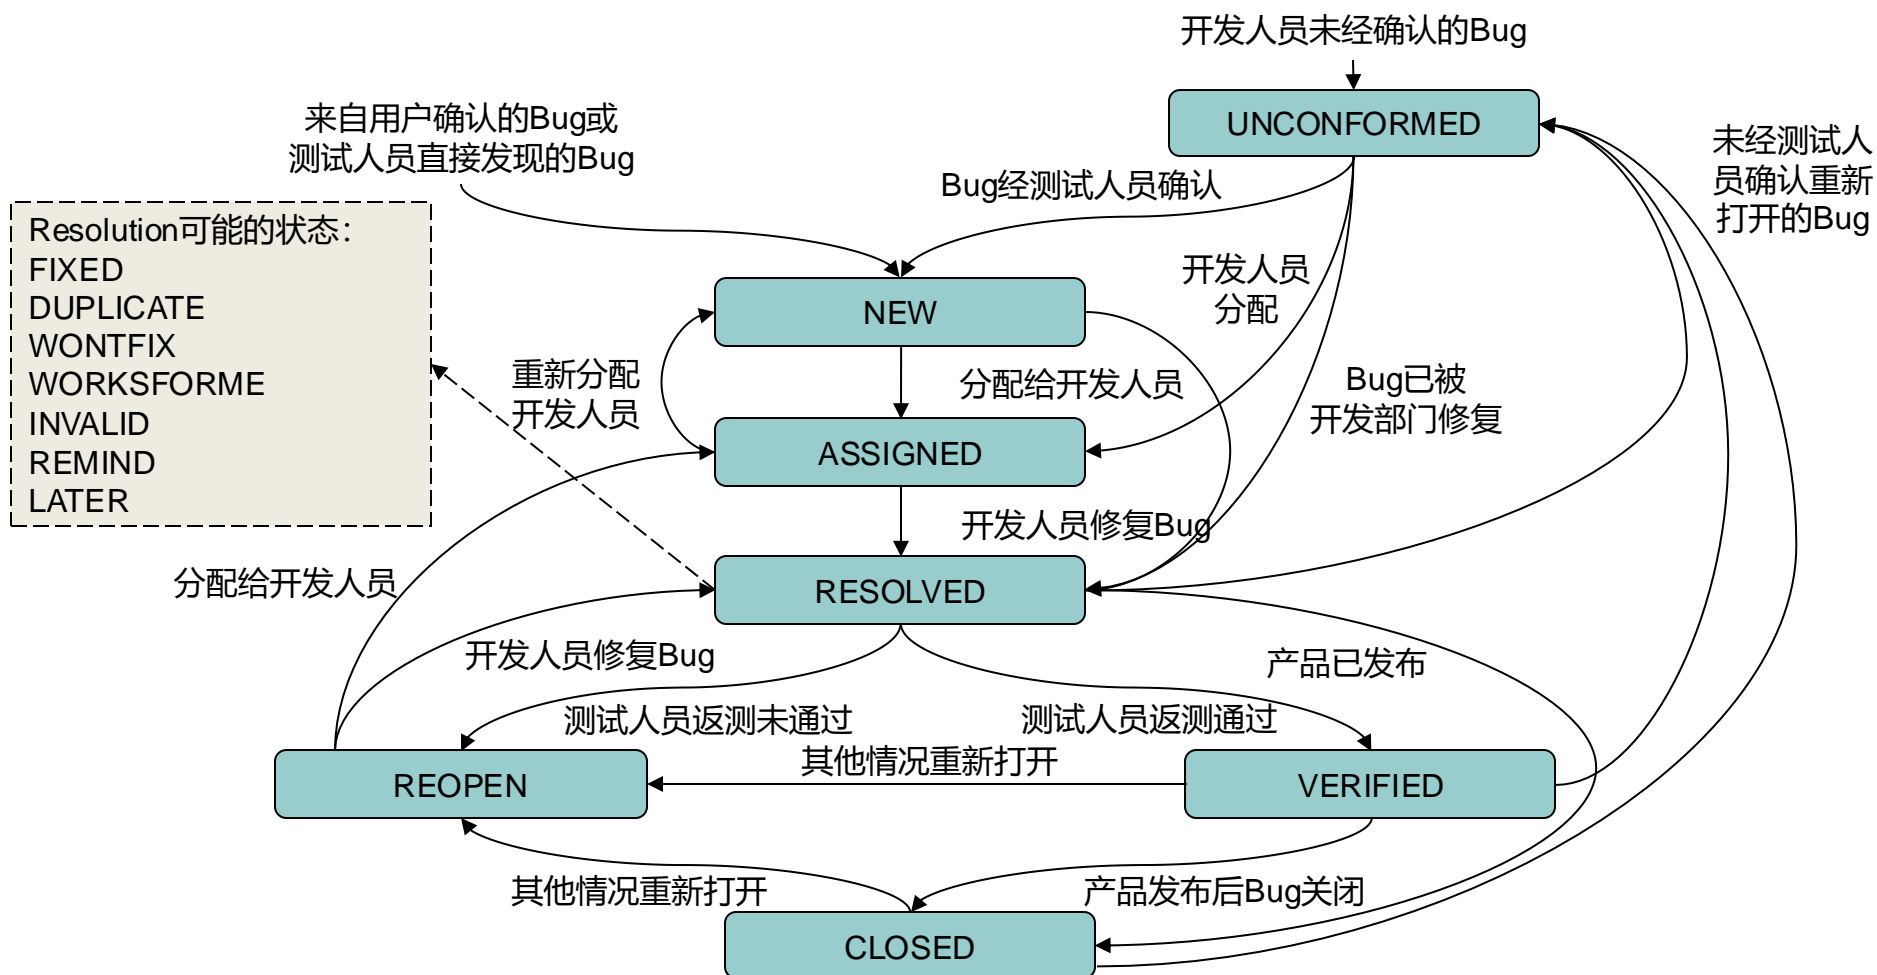 开发人员未经确认的Bug
UNCONFORMED
来自用户确认的Bug或
测试人员直接发现的Bug
未经测试人
员确认重新
打开的Bug
Bug经测试人员确认
Resolution可能的状态：
FIXED
DUPLICATE
WONTFIX
WORKSFORME
INVALID
REMIND
LATER
NEW
开发人员
分配
重新分配
开发人员
分配给开发人员
Bug已被
开发部门修复
ASSIGNED
开发人员修复Bug
分配给开发人员
RESOLVED
开发人员修复Bug
产品已发布
测试人员返测未通过
测试人员返测通过
其他情况重新打开
REOPEN
VERIFIED
其他情况重新打开
产品发布后Bug关闭
CLOSED